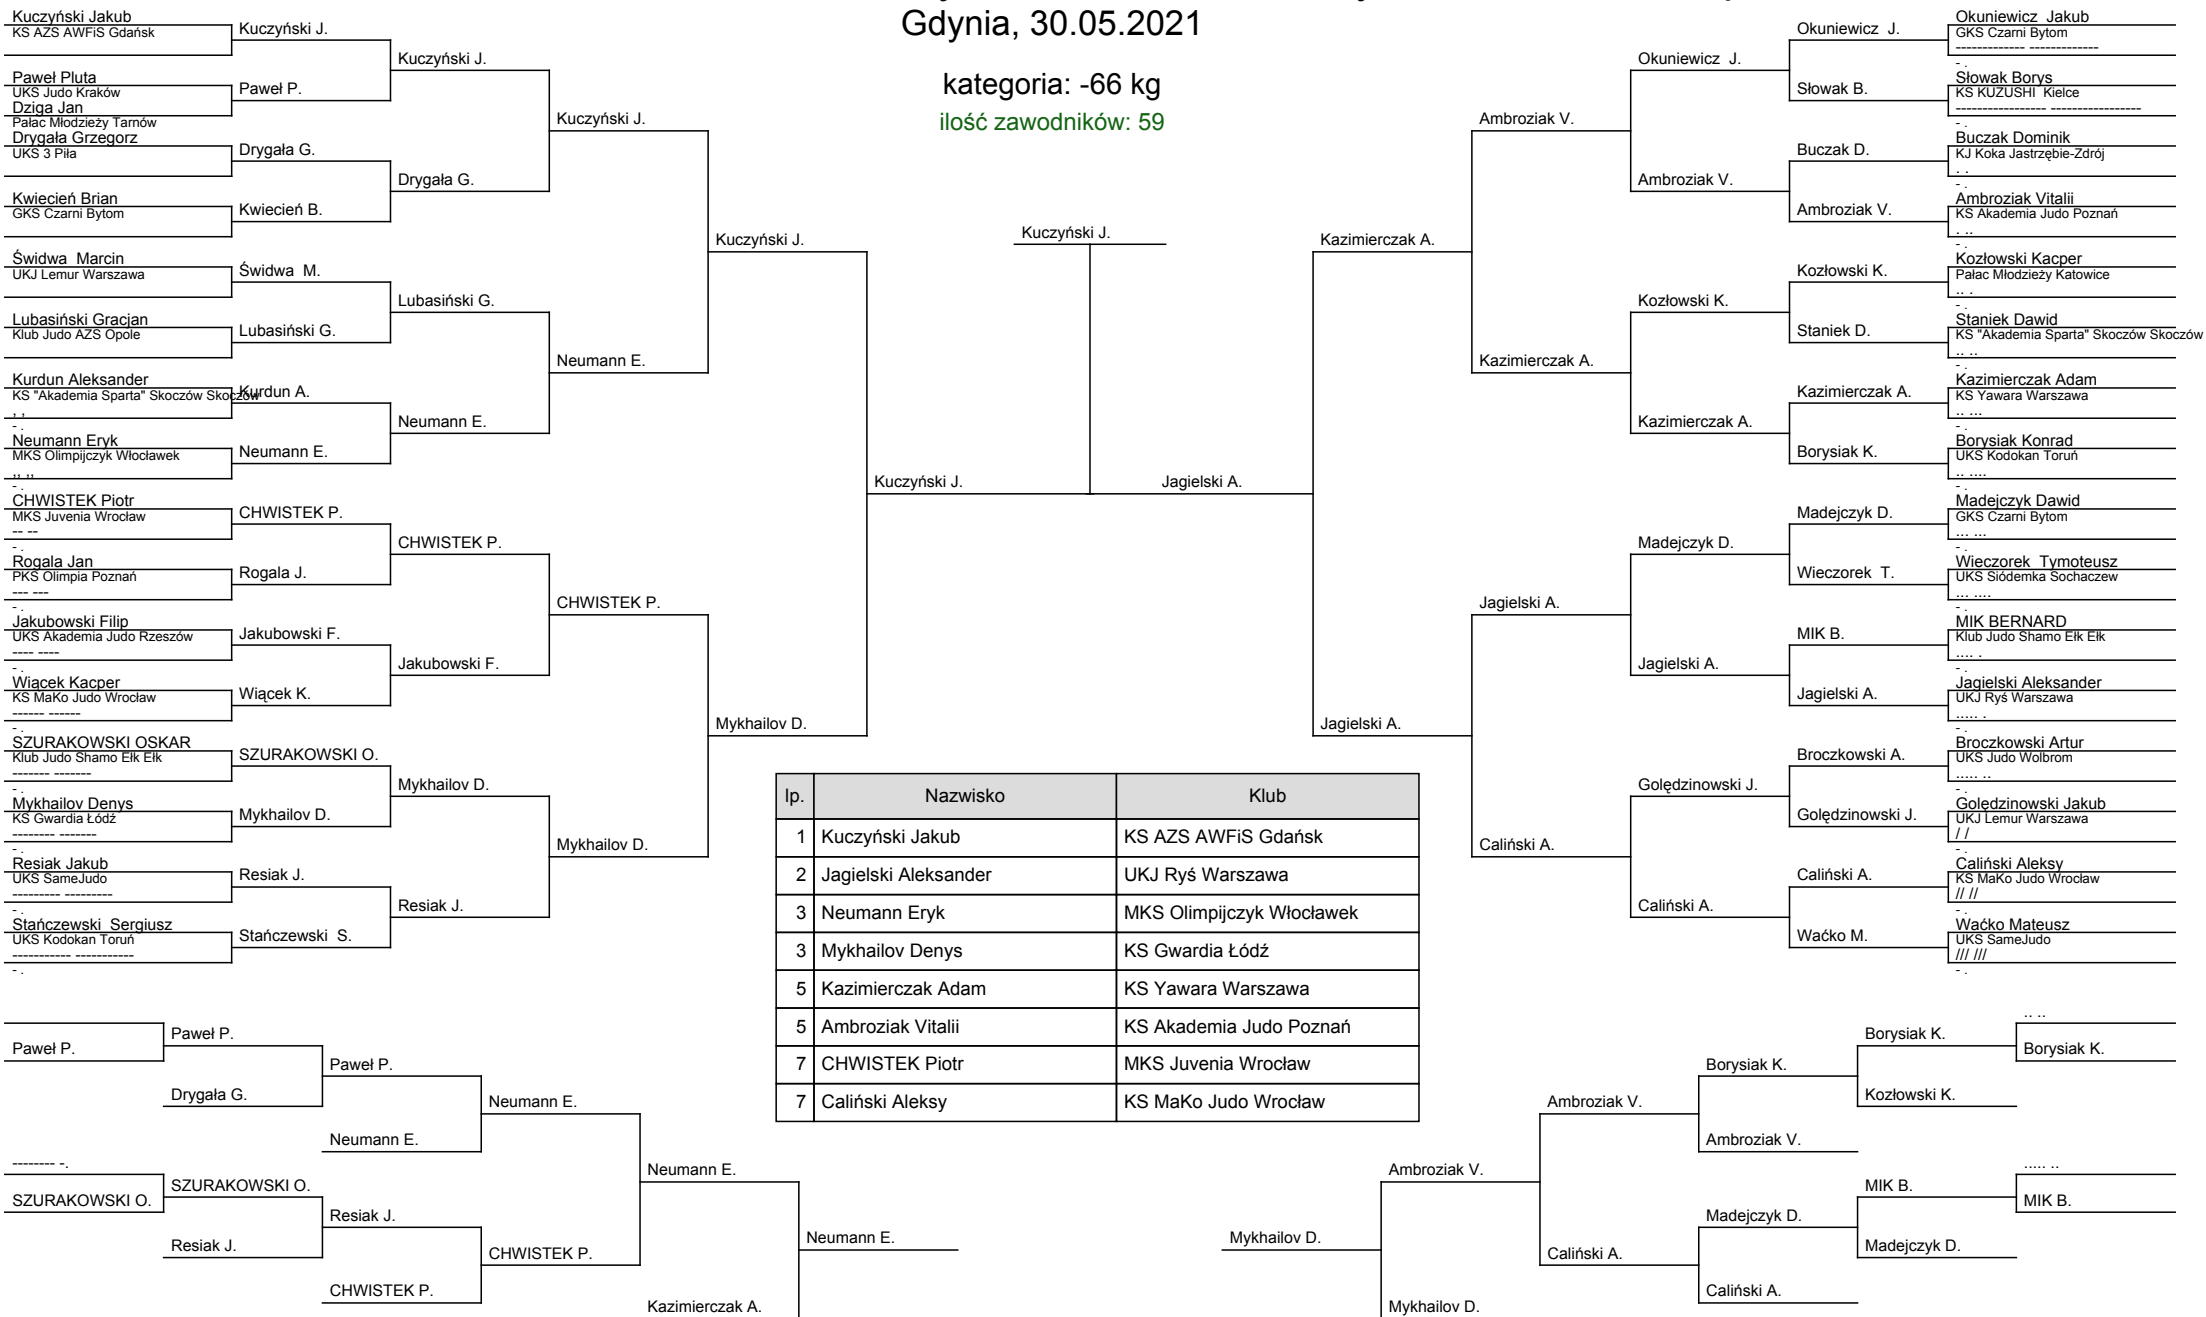 Gdynia, 30.05.2021
kategoria: -66 kg
ilość zawodników: 59
Kuczyński Jakub
KS AZS AWFiS Gdańsk
Paweł Pluta
UKS Judo Kraków
Dziga Jan
Pałac Młodzieży Tarnów
Drygała Grzegorz
UKS 3 Piła
Kwiecień Brian
GKS Czarni Bytom
Świdwa  Marcin
UKJ Lemur Warszawa
Lubasiński Gracjan
Klub Judo AZS Opole
Kurdun Aleksander
KS "Akademia Sparta" Skoczów Skoczów
, ,
- .
Neumann Eryk
MKS Olimpijczyk Włocławek
,, ,,
- .
CHWISTEK Piotr
MKS Juvenia Wrocław
-- --
- .
Rogala Jan
PKS Olimpia Poznań
--- ---
- .
Jakubowski Filip
UKS Akademia Judo Rzeszów
---- ----
- .
Wiącek Kacper
KS MaKo Judo Wrocław
------ ------
- .
SZURAKOWSKI OSKAR
Klub Judo Shamo Ełk Ełk
------- -------
- .
Mykhailov Denys
KS Gwardia Łódź
-------- -------
- .
Resiak Jakub
UKS SameJudo
--------- ---------
- .
Stańczewski  Sergiusz
UKS Kodokan Toruń
----------- -----------
- .
Kuczyński J.
Paweł P.
Drygała G.
Kwiecień B.
Świdwa  M.
Lubasiński G.
Kurdun A.
Neumann E.
CHWISTEK P.
Rogala J.
Jakubowski F.
Wiącek K.
SZURAKOWSKI O.
Mykhailov D.
Resiak J.
Stańczewski  S.
Kuczyński J.
Drygała G.
Lubasiński G.
Neumann E.
CHWISTEK P.
Jakubowski F.
Mykhailov D.
Resiak J.
Kuczyński J.
Neumann E.
CHWISTEK P.
Mykhailov D.
Kuczyński J.
Mykhailov D.
Kuczyński J.
Kuczyński J.
Jagielski A.
Kazimierczak A.
Jagielski A.
Ambroziak V.
Kazimierczak A.
Jagielski A.
Caliński A.
Okuniewicz  J.
Ambroziak V.
Kozłowski K.
Kazimierczak A.
Madejczyk D.
Jagielski A.
Golędzinowski J.
Caliński A.
Okuniewicz  J.
Słowak B.
Buczak D.
Ambroziak V.
Kozłowski K.
Staniek D.
Kazimierczak A.
Borysiak K.
Madejczyk D.
Wieczorek  T.
MIK B.
Jagielski A.
Broczkowski A.
Golędzinowski J.
Caliński A.
Waćko M.
Okuniewicz  Jakub
GKS Czarni Bytom
------------- -------------
- .
Słowak Borys
KS KUZUSHI  Kielce
----------------- -----------------
- .
Buczak Dominik
KJ Koka Jastrzębie-Zdrój
. .
- .
Ambroziak Vitalii
KS Akademia Judo Poznań
. ..
- .
Kozłowski Kacper
Pałac Młodzieży Katowice
.. .
- .
Staniek Dawid
KS "Akademia Sparta" Skoczów Skoczów
.. ..
- .
Kazimierczak Adam
KS Yawara Warszawa
.. ...
- .
Borysiak Konrad
UKS Kodokan Toruń
.. ....
- .
Madejczyk Dawid
GKS Czarni Bytom
... ...
- .
Wieczorek  Tymoteusz
UKS Siódemka Sochaczew
... ....
- .
MIK BERNARD
Klub Judo Shamo Ełk Ełk
.... .
- .
Jagielski Aleksander
UKJ Ryś Warszawa
..... .
- .
Broczkowski Artur
UKS Judo Wolbrom
..... ..
- .
Golędzinowski Jakub
UKJ Lemur Warszawa
/ /
- .
Caliński Aleksy
KS MaKo Judo Wrocław
// //
- .
Waćko Mateusz
UKS SameJudo
/// ///
- .
lp. Nazwisko Klub
1 Kuczyński Jakub KS AZS AWFiS Gdańsk
2 Jagielski Aleksander UKJ Ryś Warszawa
3 Neumann Eryk MKS Olimpijczyk Włocławek
3 Mykhailov Denys KS Gwardia Łódź
5 Kazimierczak Adam KS Yawara Warszawa
5 Ambroziak Vitalii KS Akademia Judo Poznań
7 CHWISTEK Piotr MKS Juvenia Wrocław
7 Caliński Aleksy KS MaKo Judo Wrocław
Paweł P.
-------- -.
SZURAKOWSKI O.
Paweł P.
Drygała G.
SZURAKOWSKI O.
Resiak J.
Paweł P.
Neumann E.
Resiak J.
CHWISTEK P.
Neumann E.
CHWISTEK P.
Neumann E.
Kazimierczak A.
Neumann E.
Mykhailov D.
Ambroziak V.
Mykhailov D.
Ambroziak V.
Caliński A.
Borysiak K.
Ambroziak V.
Madejczyk D.
Caliński A.
Borysiak K.
Kozłowski K.
MIK B.
Madejczyk D.
.. ..
Borysiak K.
..... ..
MIK B.